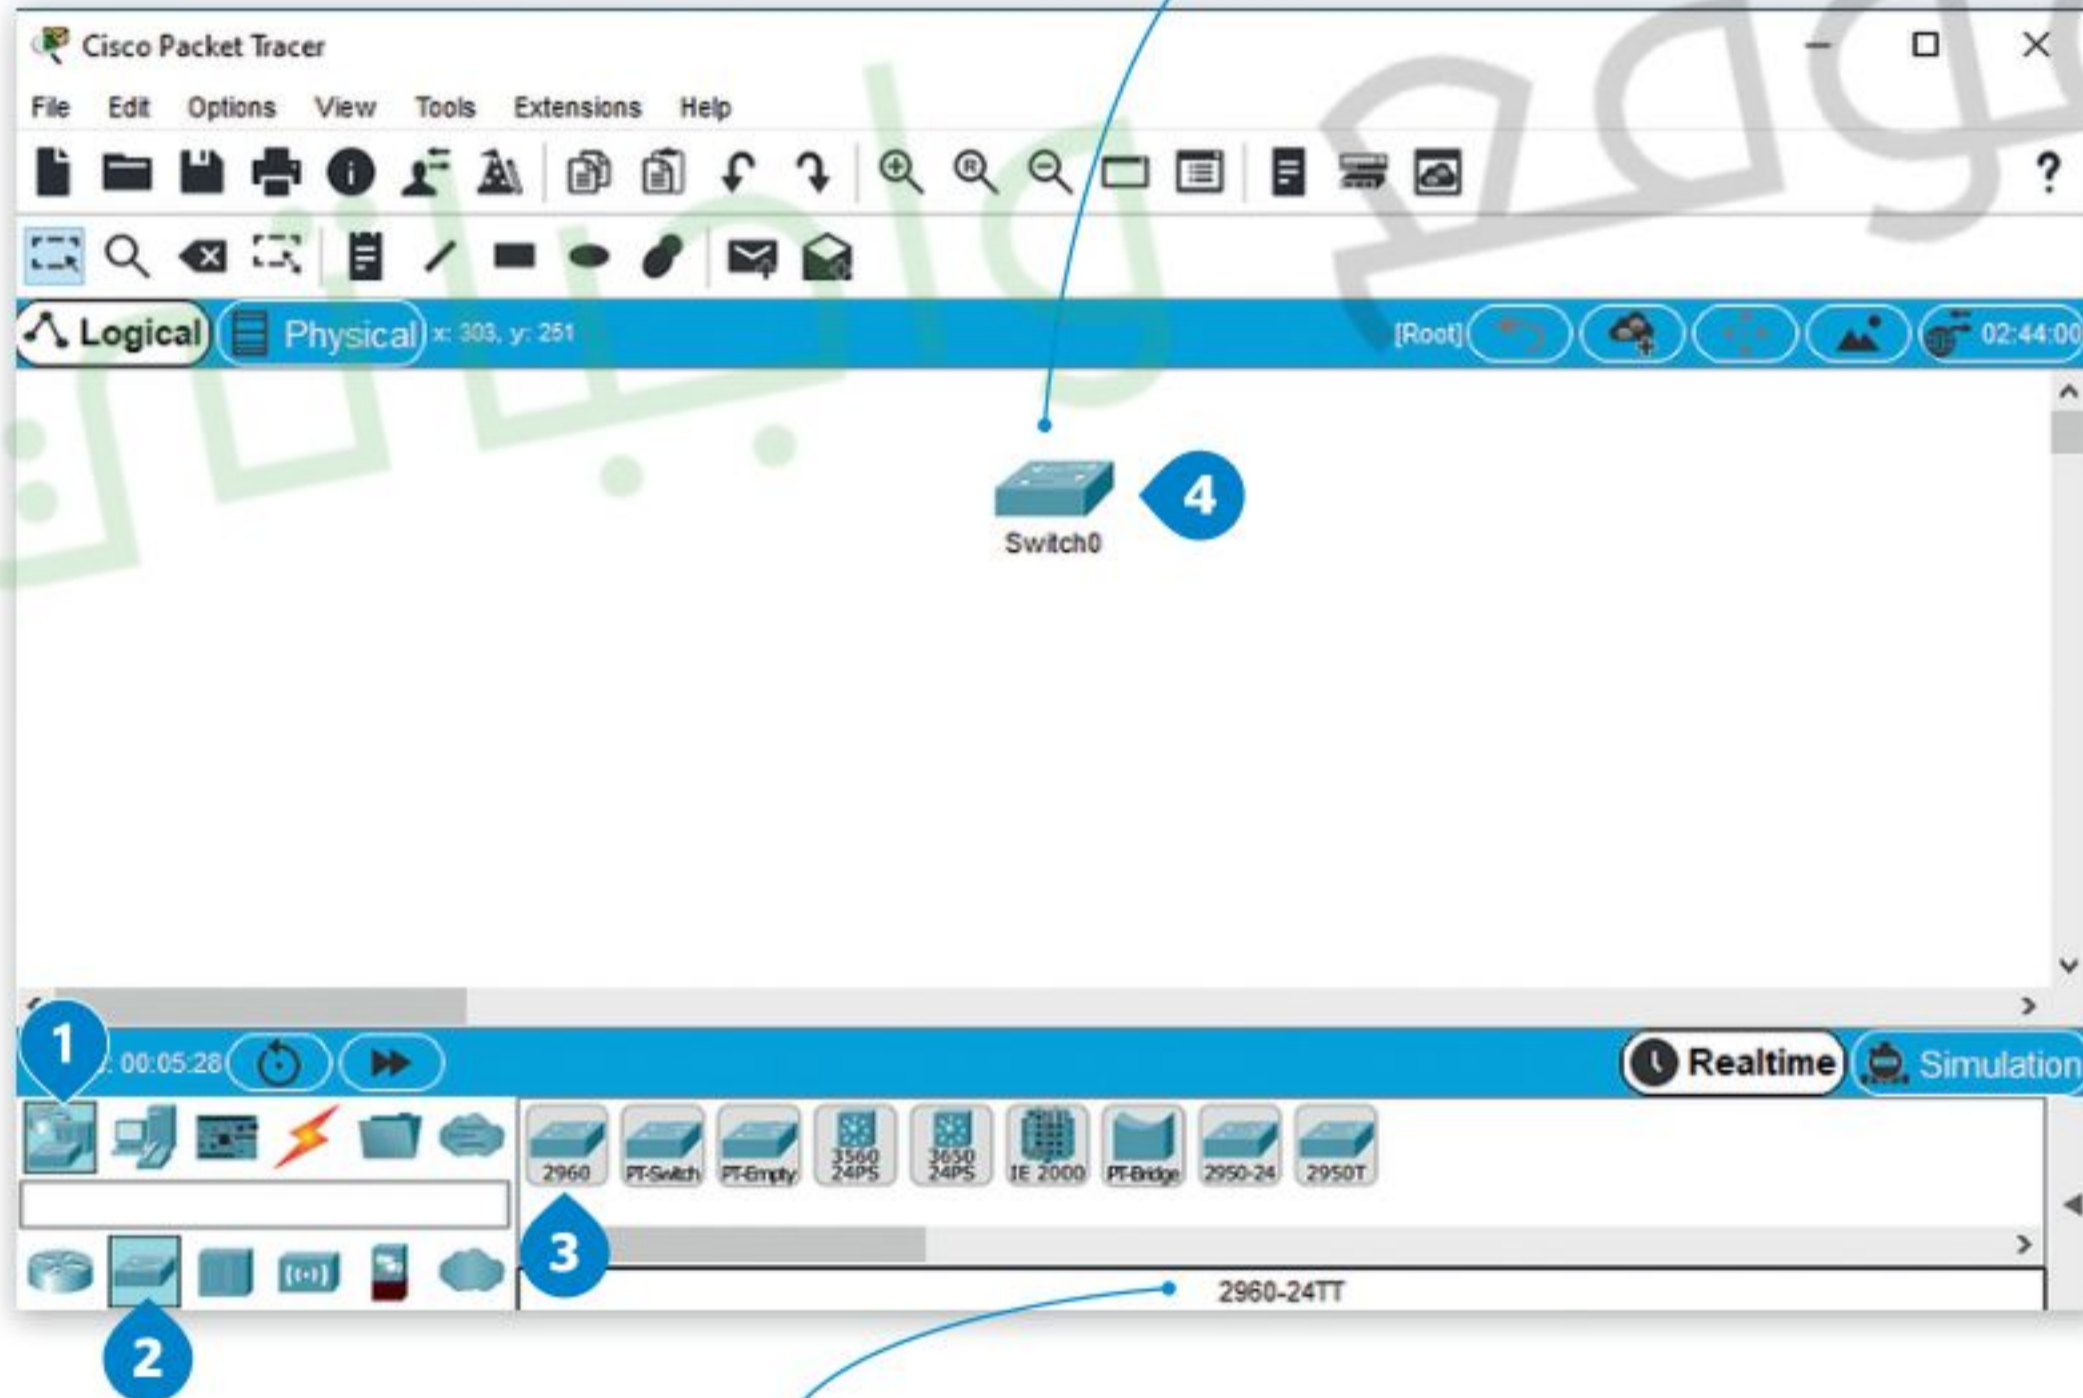 Cisco Packet Tracer
File Edit Options View Tools Extensions Help
Logical Physical x: 303, y: 251 [Root] 02:44:00
4
Switch0
1
: 00:05:28 Realtime Simulation
2960 PT-Switch PT-Empty 3560 24PS 3650 24PS IE 2000 PT-Bridge 2950-24 2950T
3
2960-24TT
2
واجباتي